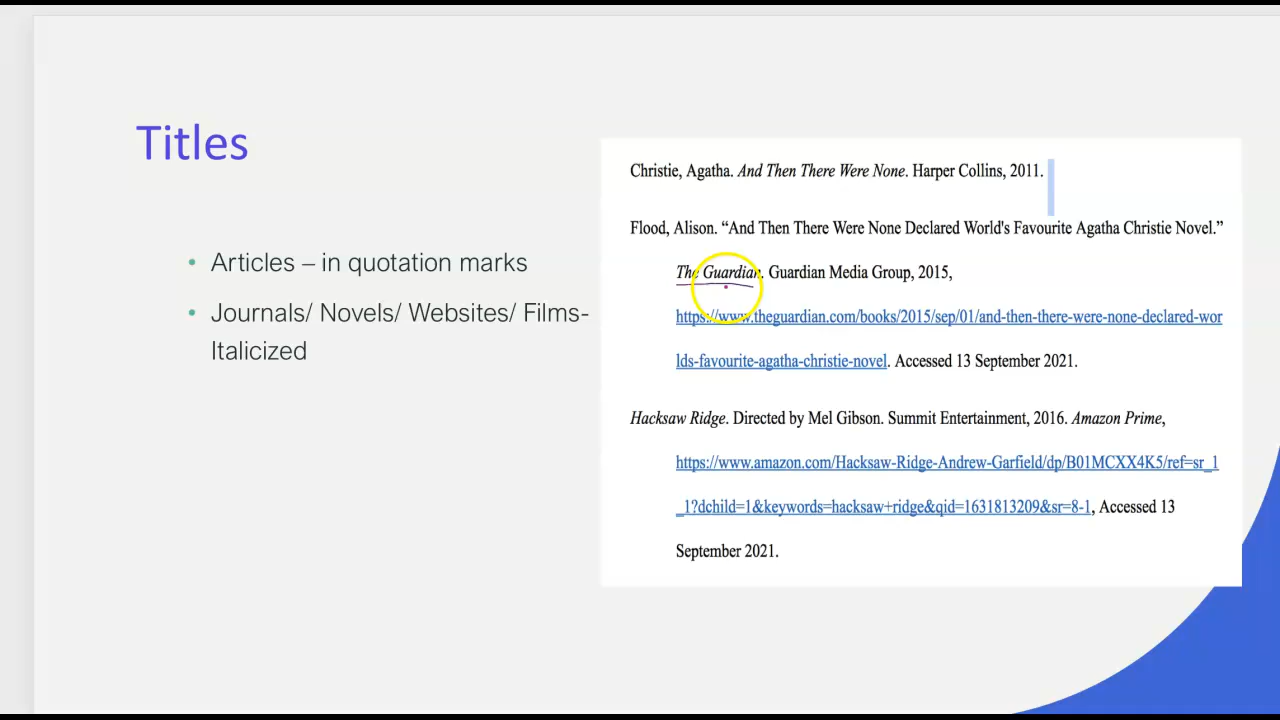 Titles
• Articles – in quotation marks
• Journals/ Novels/ Websites/ Films-
Italicized
Christie, Agatha. And Then There Were None. Harper Collins, 2011.
Flood, Alison. “And Then There Were None Declared World's Favourite Agatha Christie Novel.”
The Guardian. Guardian Media Group, 2015,
https://www.theguardian.com/books/2015/sep/01/and-then-there-were-none-declared-wor
lds-favourite-agatha-christie-novel. Accessed 13 September 2021.
Hacksaw Ridge. Directed by Mel Gibson. Summit Entertainment, 2016. Amazon Prime,
https://www.amazon.com/Hacksaw-Ridge-Andrew-Garfield/dp/B01MCXX4K5/ref=sr_1
_1?dchild=1&keywords=hacksaw+ridge&qid=1631813209&sr=8-1, Accessed 13
September 2021.